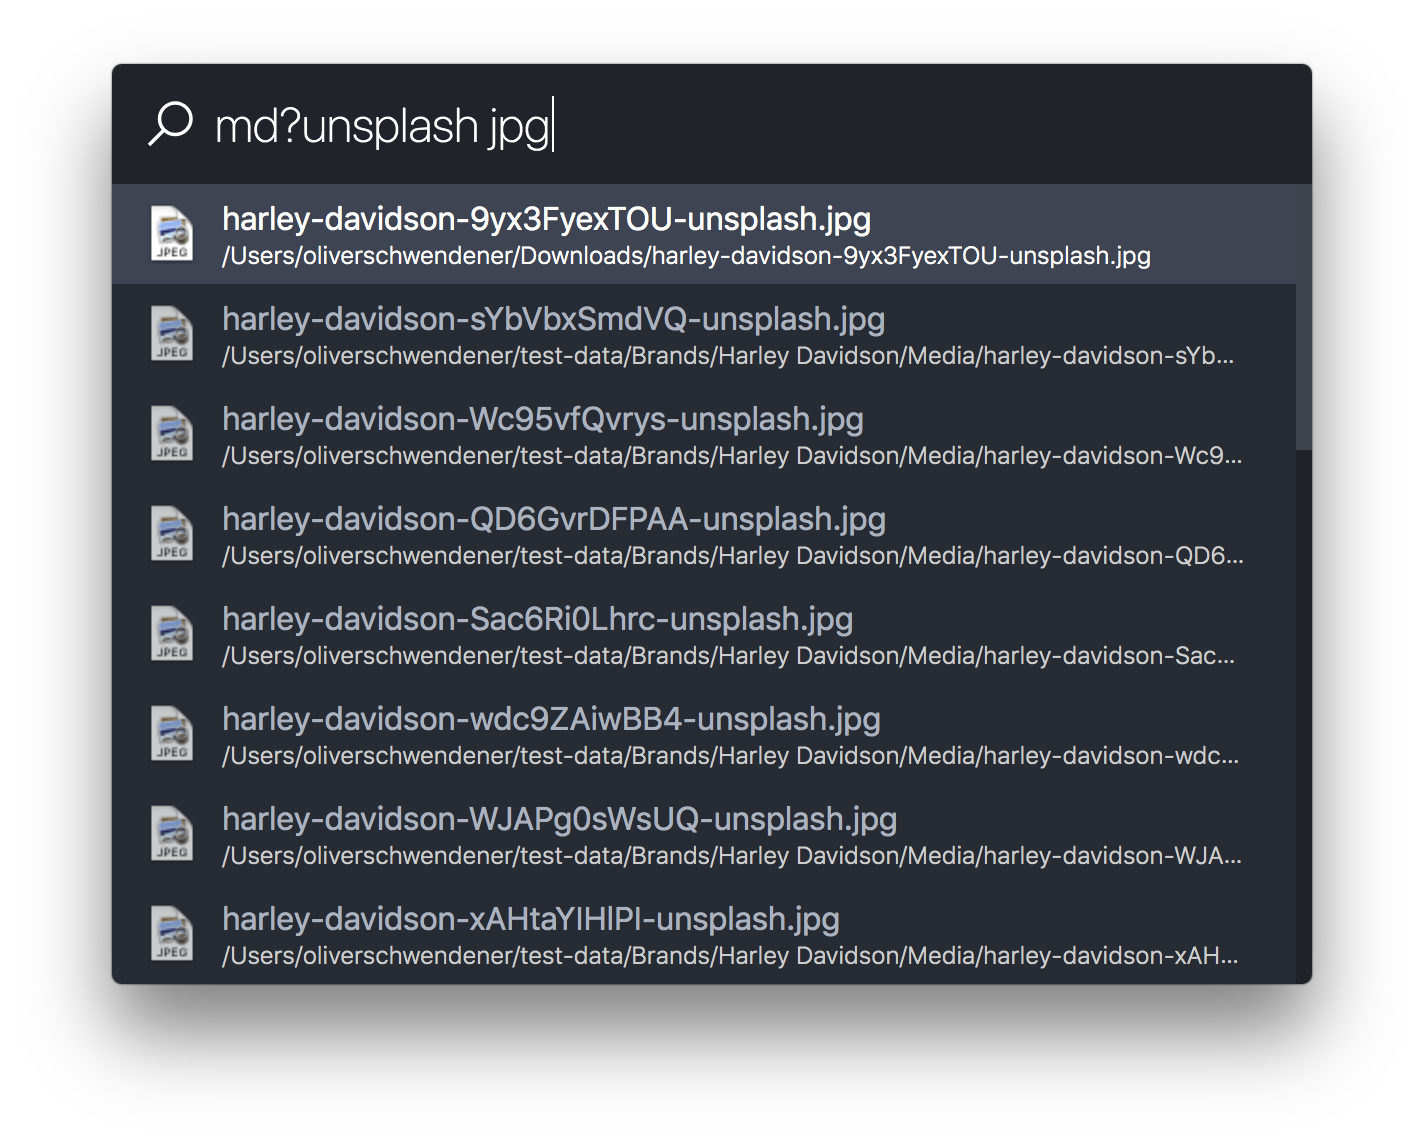 md?unsplash jpg
harley-davidson-9yx3FyexTOU-unsplash.jpg
JPEG
/Users/oliverschwendener/Downloads/harley-davidson-9yx3FyexTOU-unsplash.jpg
harley-davidson-sYbVbxSmdVQ-unsplash.jpg
JPEG
/Users/oliverschwendener/test-data/Brands/Harley Davidson/Media/harley-davidson-sYb...
harley-davidson-Wc95vfQvrys-unsplash.jpg
JPEG
/Users/oliverschwendener/test-data/Brands/Harley Davidson/Media/harley-davidson-Wc9...
harley-davidson-QD6GvrDFPAA-unsplash.jpg
JPEG
/Users/oliverschwendener/test-data/Brands/Harley Davidson/Media/harley-davidson-QD6...
harley-davidson-Sac6Ri0Lhrc-unsplash.jpg
JPEG
/Users/oliverschwendener/test-data/Brands/Harley Davidson/Media/harley-davidson-Sac...
harley-davidson-wdc9ZAiwBB4-unsplash.jpg
JPEG
/Users/oliverschwendener/test-data/Brands/Harley Davidson/Media/harley-davidson-wdc...
harley-davidson-WJAPg0sWsUQ-unsplash.jpg
JPEG
/Users/oliverschwendener/test-data/Brands/Harley Davidson/Media/harley-davidson-WJA...
harley-davidson-xAHtaYIHlPI-unsplash.jpg
JPEG
/Users/oliverschwendener/test-data/Brands/Harley Davidson/Media/harley-davidson-xAH...